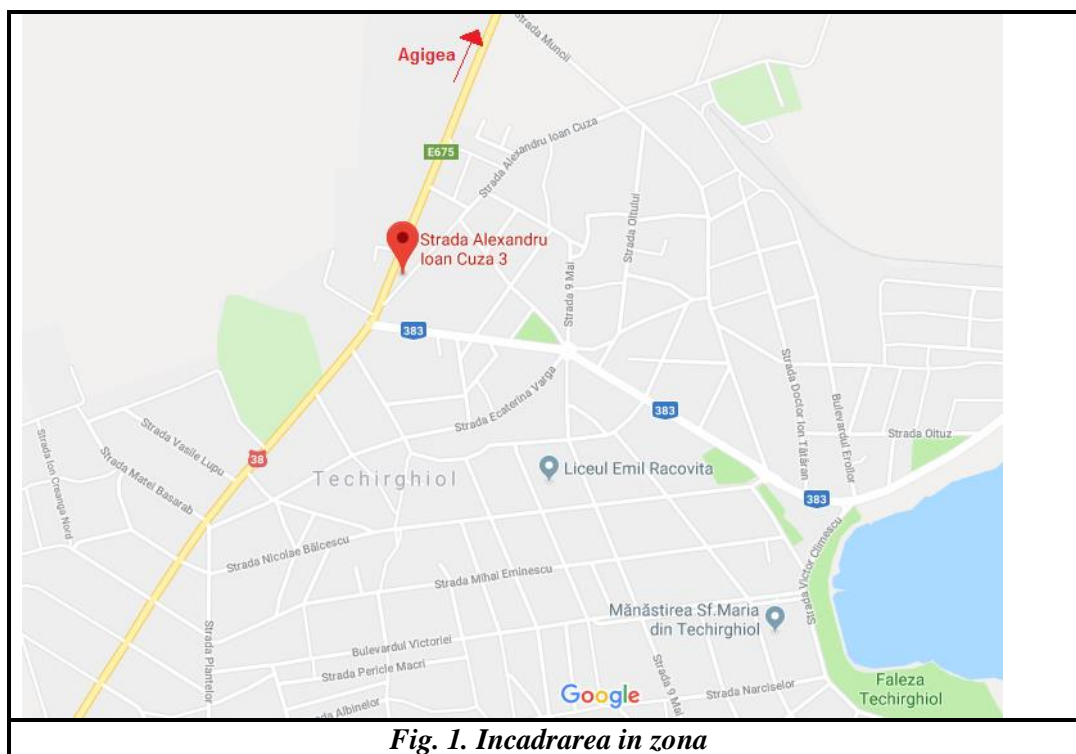 Strada Muncii
Agigea
Strada Alexandru Ioan Cuza
E675
Strada Oltului
Strada Alexandru
Ioan Cuza 3
Strada 9 Mai
383
Strada Ecaterina Varga
383
Strada Doctor Ion Tătăran
Bulevardul Eroilor
Strada Oituz
Strada Vasile Lupu
Strada Ion Creanga Nord
Strada Matei Basarab
38
Techirghiol
Liceul Emil Racovita
383
Strada Victor Climescu
Strada Nicolae Bălcescu
Strada Mihai Eminescu
Mănăstirea Sf.Maria
din Techirghiol
Strada Plantelor
Bulevardul Victoriei
Strada Pericle Macri
Strada Albinelor
Google
Strada 9 Mai
Strada Narciselor
Faleza
Techirghiol
Fig. 1. Incadrarea in zona